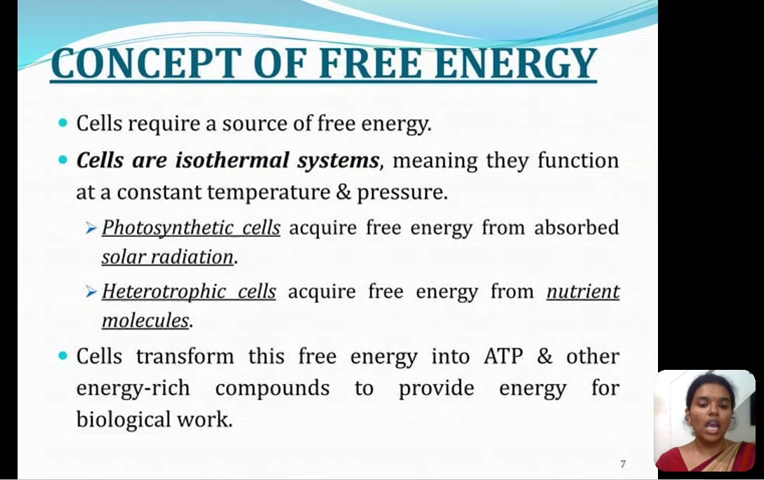 CONCEPT OF FREE ENERGY
• Cells require a source of free energy.
• Cells are isothermal systems, meaning they function
at a constant temperature & pressure.
➢ Photosynthetic cells acquire free energy from absorbed
solar radiation.
➢ Heterotrophic cells acquire free energy from nutrient
molecules.
• Cells transform this free energy into ATP & other
energy-rich compounds to provide energy for
biological work.
7